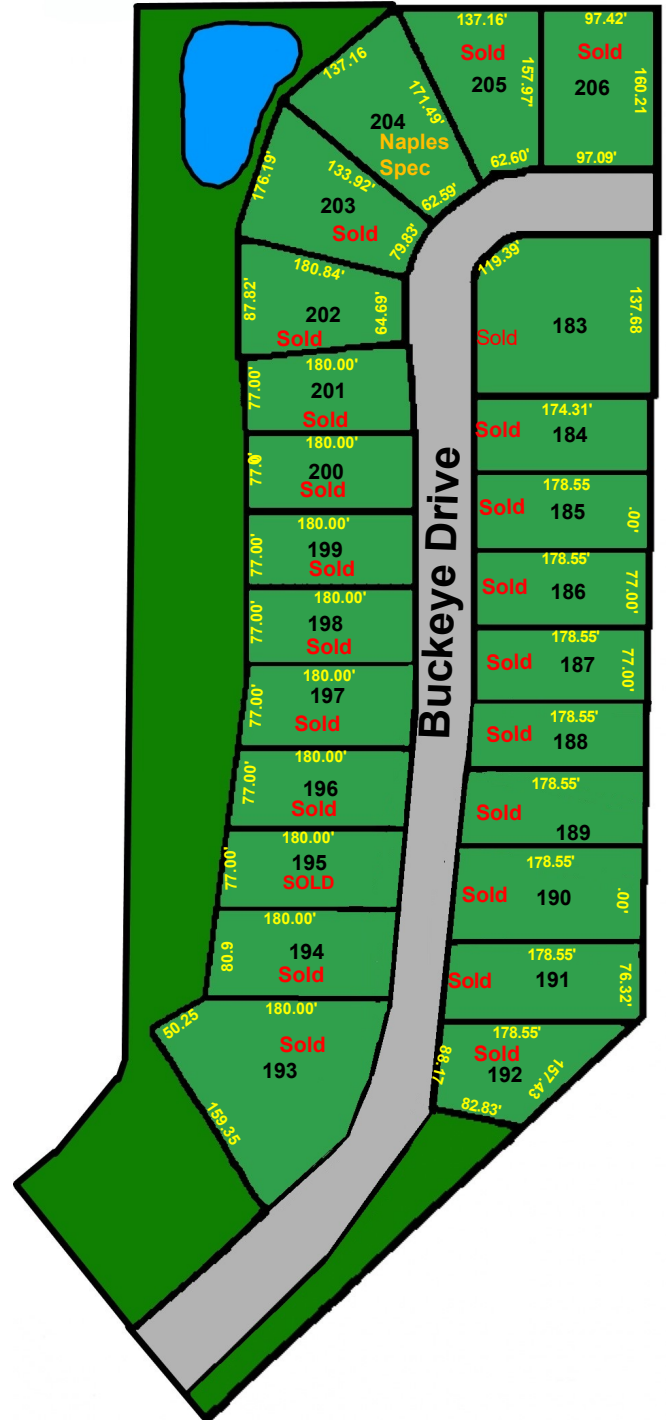 137.16'
Sold
205
157.97'
62.60'
97.42'
Sold
206
160.21
97.09'
137.16
171.49'
204
Naples
Spec
62.59'
176.19'
133.92'
203
Sold
79.83'
180.84'
87.82'
202
64.69'
Sold
119.39'
137.68
183
Sold
180.00'
77.00'
201
Sold
174.31'
Sold
184
180.00'
77.0'
200
Sold
178.55
Sold
185
.00'
180.00'
77.00'
199
Sold
178.55'
Sold
186
77.00'
180.00'
77.00'
198
Sold
178.55'
Sold
187
77.00'
180.00'
77.00'
197
Sold
178.55'
Sold
188
Buckeye Drive
180.00'
77.00'
196
Sold
178.55'
Sold
189
180.00'
77.00'
195
SOLD
178.55'
Sold
190
.00'
180.00'
80.9
194
Sold
178.55'
Sold
191
76.32'
50.25
180.00'
Sold
193
159.35
178.55'
Sold
192
88.17
157.43
82.83'